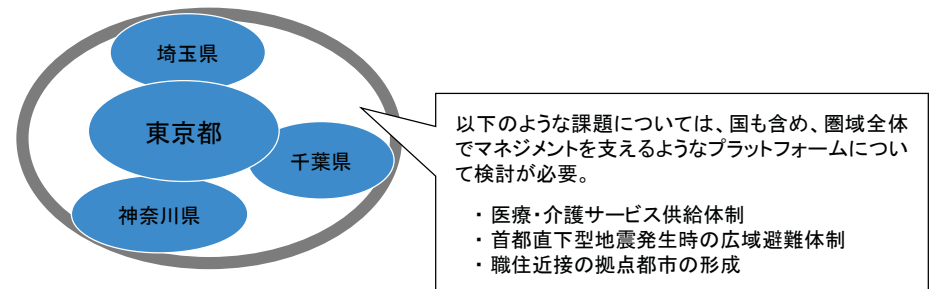 埼玉県
東京都
千葉県
神奈川県
以下のような課題については、国も含め、圏域全体
でマネジメントを支えるようなプラットフォームについ
て検討が必要。
・医療・介護サービス供給体制
・首都直下型地震発生時の広域避難体制
・職住近接の拠点都市の形成